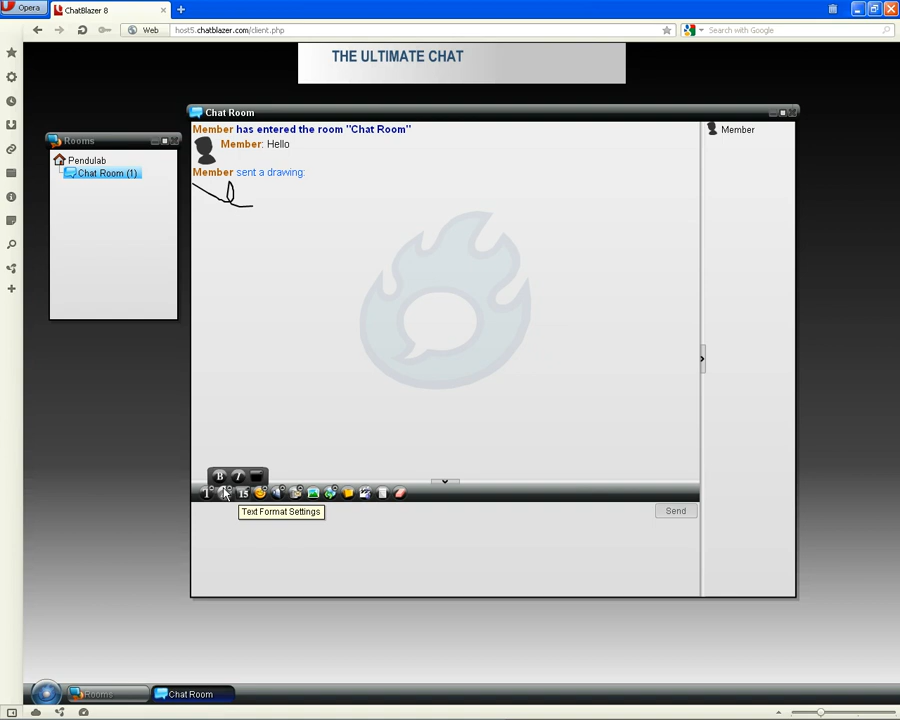 Opera
ChatBlazer 8
Web
host5.chatblazer.com/client.php
Search with Google
THE ULTIMATE CHAT
Rooms
Pendulab
Chat Room (1)
Chat Room
Member has entered the room "Chat Room"
Member: Hello
Member sent a drawing:
Member
B I
15
Text Format Settings
Send
Rooms
Chat Room